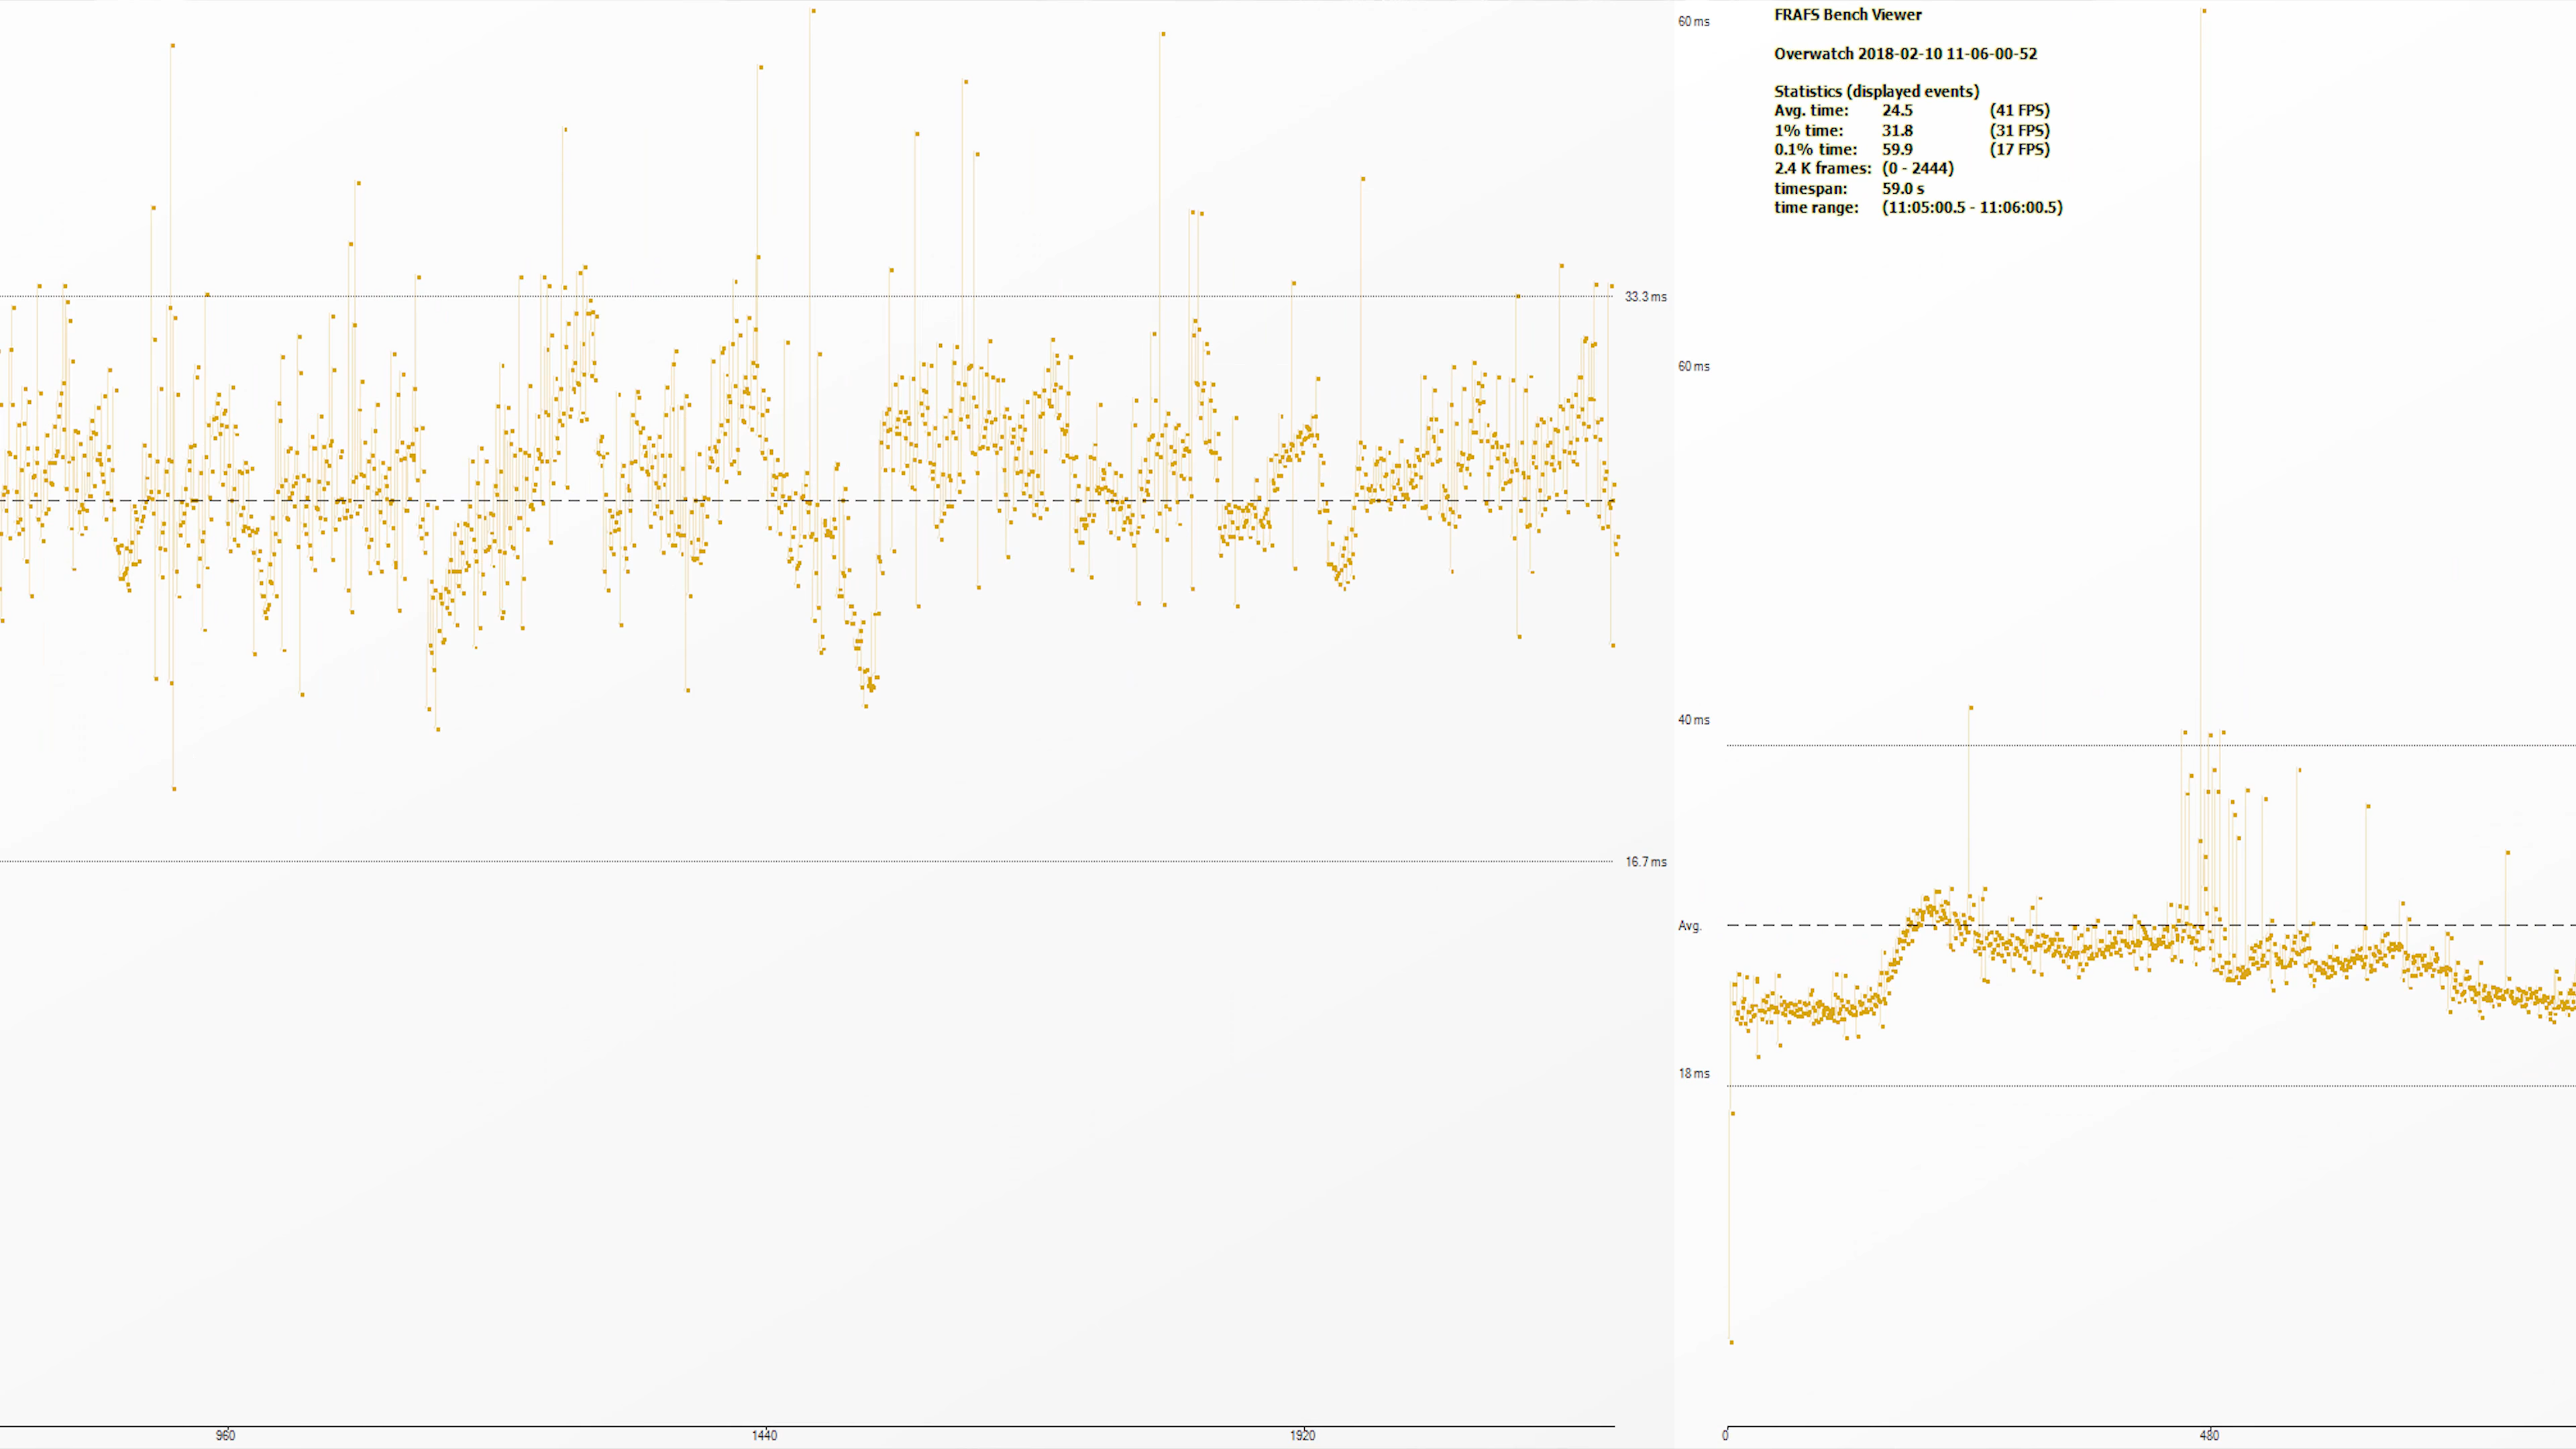 33.3 ms
16.7 ms
960
1440
1920
60 ms
60 ms
40 ms
Avg.
18 ms
0
480
FRAFS Bench Viewer
Overwatch 2018-02-10 11-06-00-52
Statistics (displayed events)
Avg. time: 24.5 (41 FPS)
1% time: 31.8 (31 FPS)
0.1% time: 59.9 (17 FPS)
2.4 K frames: (0 - 2444)
timespan: 59.0 s
time range: (11:05:00.5 - 11:06:00.5)